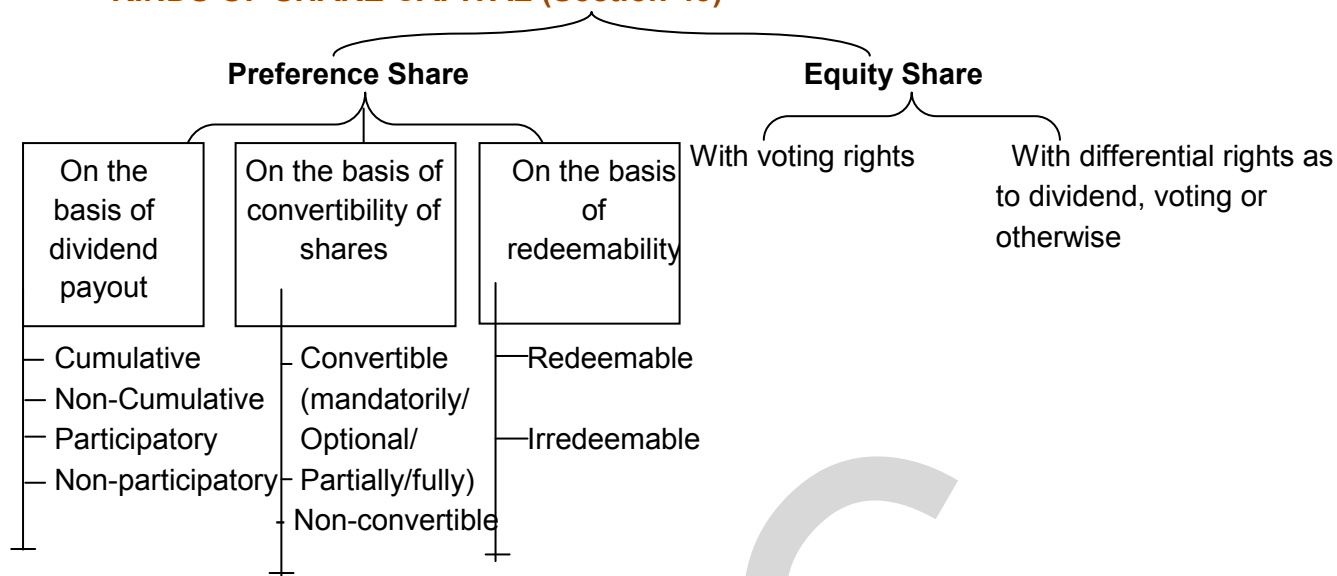 Preference Share
Equity Share
On the
basis of
dividend
payout
On the basis of
convertibility of
shares
On the basis
of
redeemability
With voting rights
With differential rights as
to dividend, voting or
otherwise
Cumulative
Non-Cumulative
Participatory
Non-participatory
Convertible
(mandatorily/
Optional/
Partially/fully)
Non-convertible
Redeemable
Irredeemable